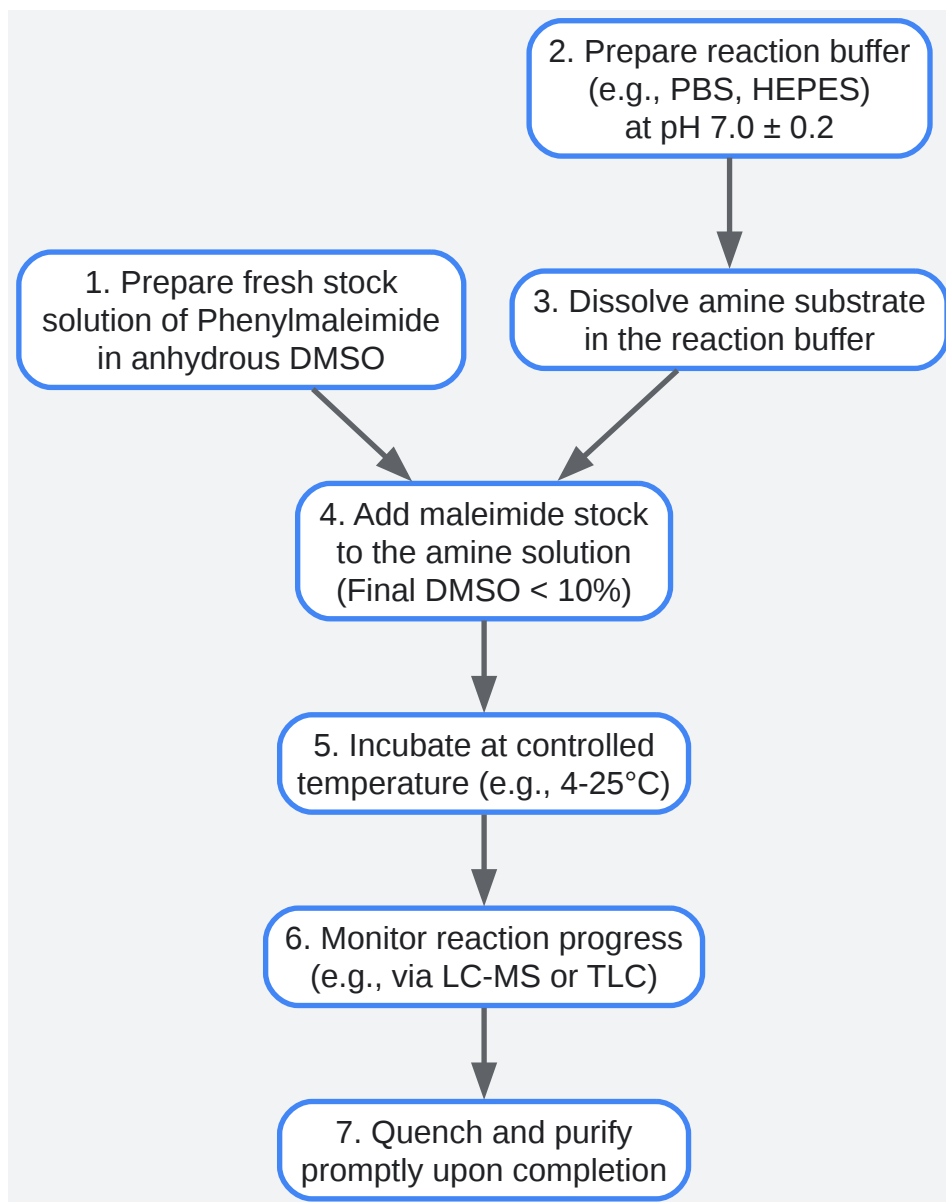 2. Prepare reaction buffer
(e.g., PBS, HEPES)
at pH 7.0 ± 0.2
1. Prepare fresh stock
solution of Phenylmaleimide
in anhydrous DMSO
3. Dissolve amine substrate
in the reaction buffer
4. Add maleimide stock
to the amine solution
(Final DMSO < 10%)
5. Incubate at controlled
temperature (e.g., 4-25°C)
6. Monitor reaction progress
(e.g., via LC-MS or TLC)
7. Quench and purify
promptly upon completion